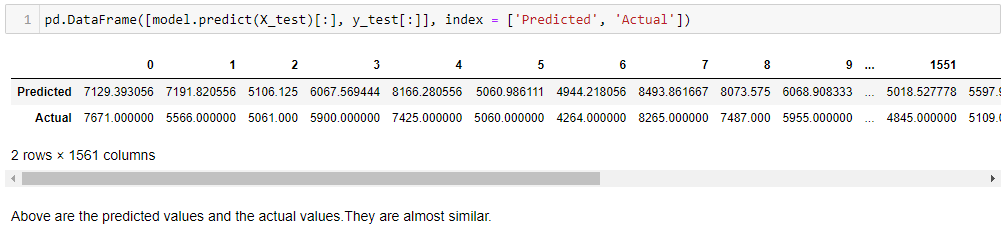 1 pd.DataFrame([model.predict(X_test)[:], y_test[:]], index = ['Predicted', 'Actual'])
0 1 2 3 4 5 6 7 8 9 ... 1551
Predicted 7129.393056 7191.820556 5106.125 6067.569444 8166.280556 5060.986111 4944.218056 8493.861667 8073.575 6068.908333 ... 5018.527778 5597.9
Actual 7671.000000 5566.000000 5061.000 5900.000000 7425.000000 5060.000000 4264.000000 8265.000000 7487.000 5955.000000 ... 4845.000000 5109.0
2 rows × 1561 columns
Above are the predicted values and the actual values.They are almost similar.